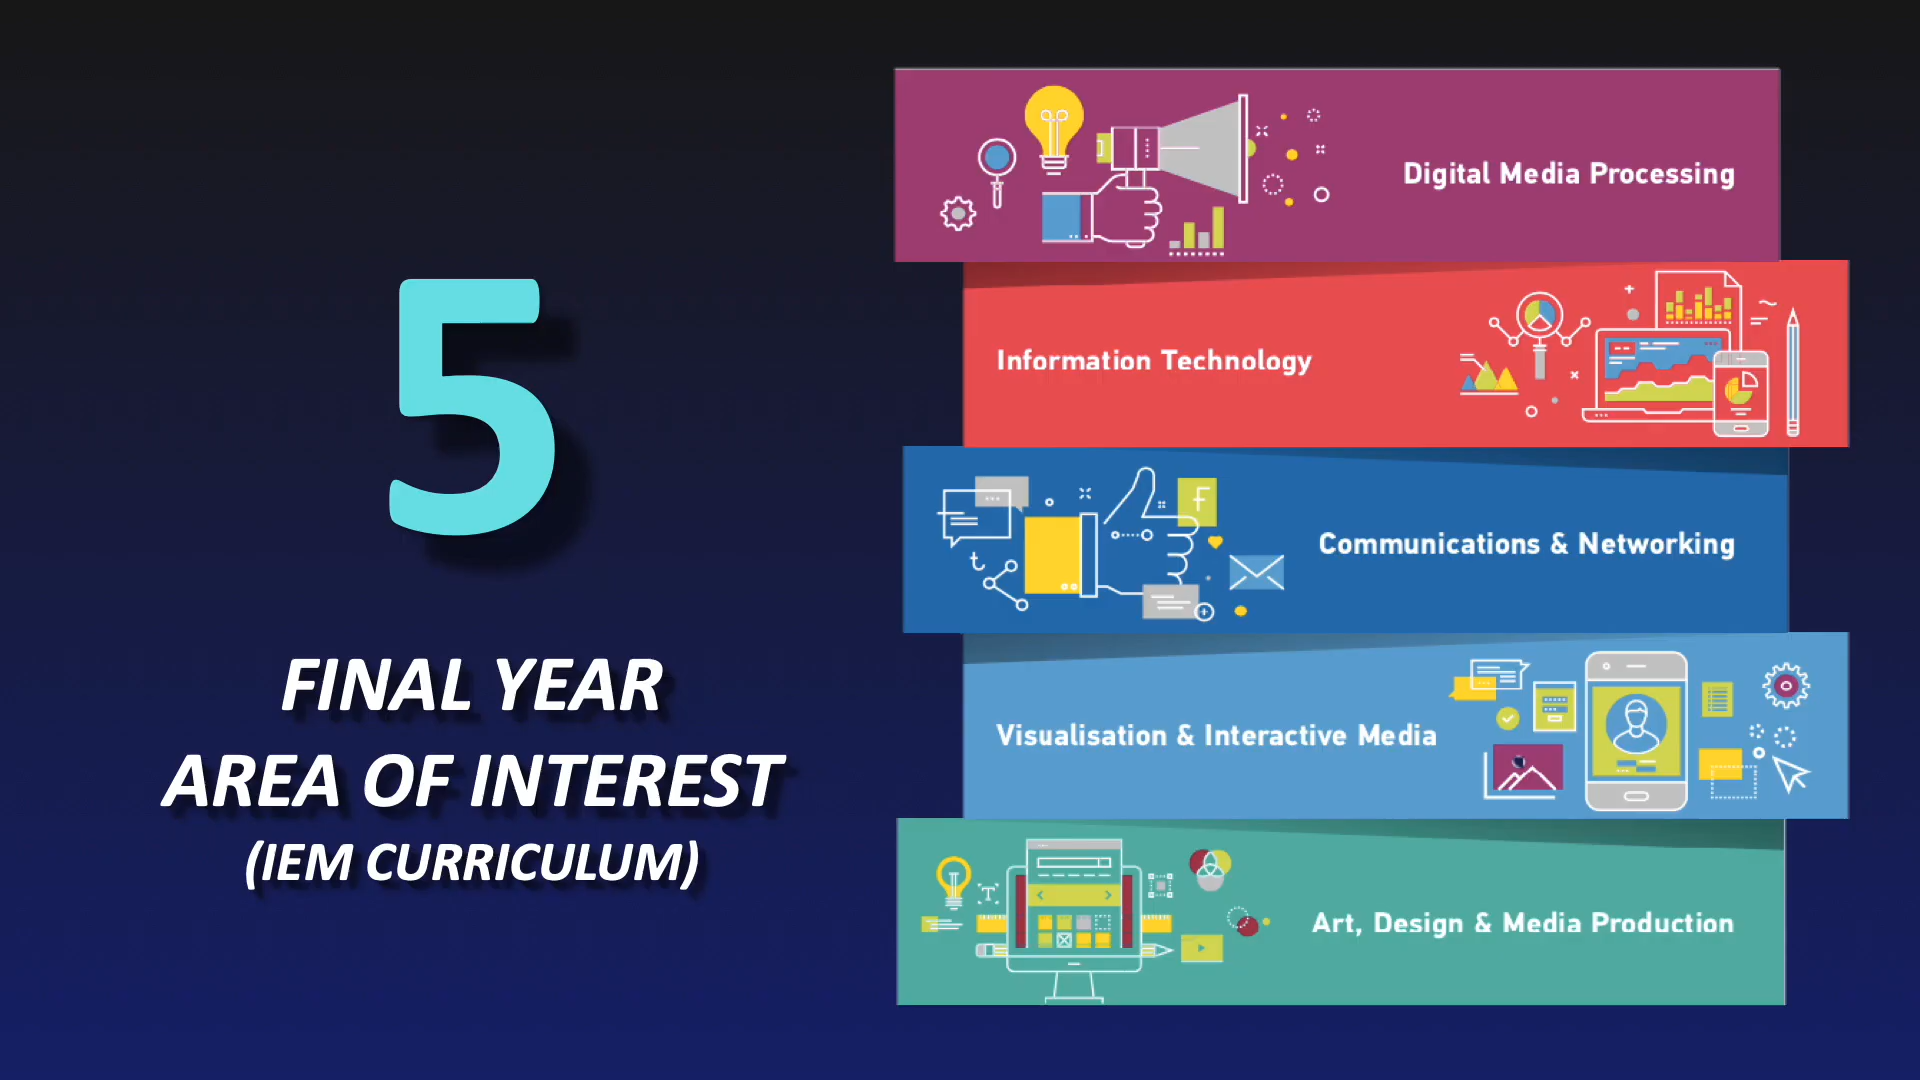 5
FINAL YEAR
AREA OF INTEREST
(IEM CURRICULUM)
Digital Media Processing
Information Technology
Communications & Networking
Visualisation & Interactive Media
Art, Design & Media Production